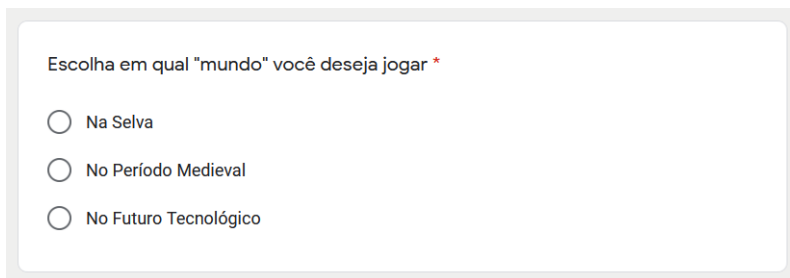 Escolha em qual "mundo" você deseja jogar *
Na Selva
No Período Medieval
No Futuro Tecnológico